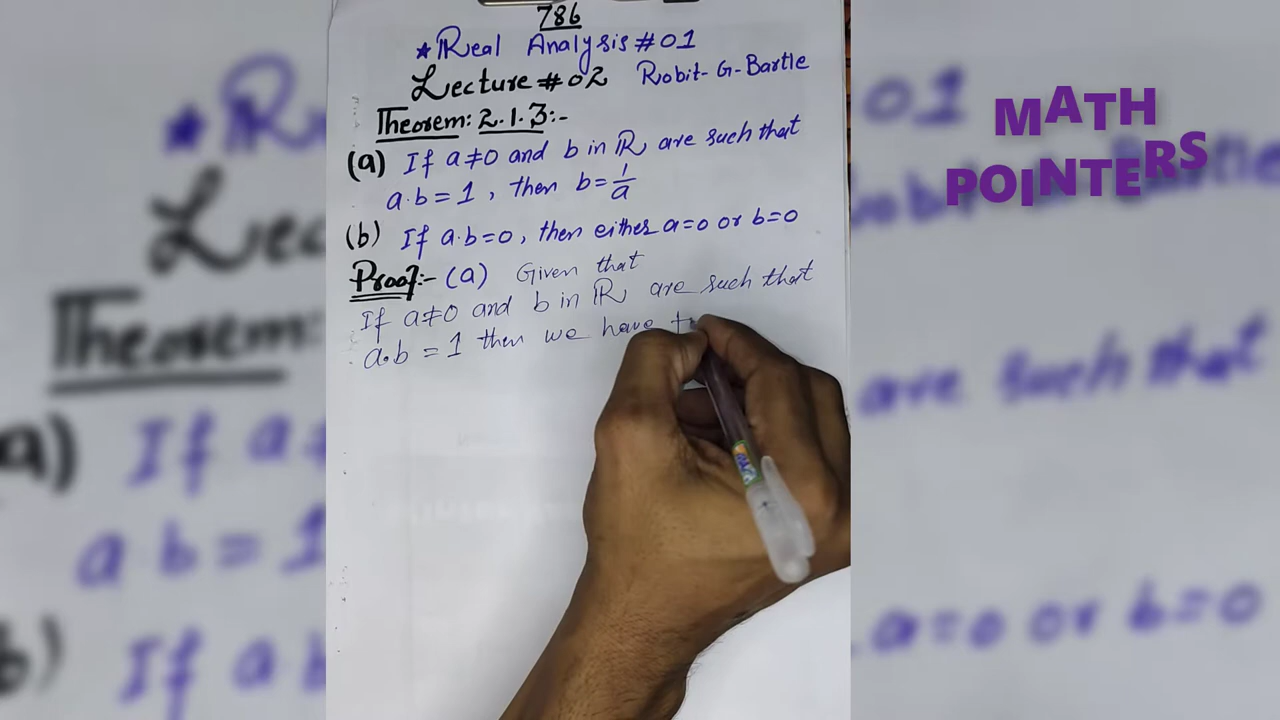 786
★ Real Analysis #01
Lecture #02 Robit-G-Bartle
Theorem: 2.1.3:-
(a) If a≠0 and b in ℝ are such that
a.b=1, then b=1/a
(b) If a.b=0, then either a=0 or b=0
Proof:- (a) Given that
If a≠0 and b in ℝ are such that
a.b=1 then we have
MATH
POINTERS